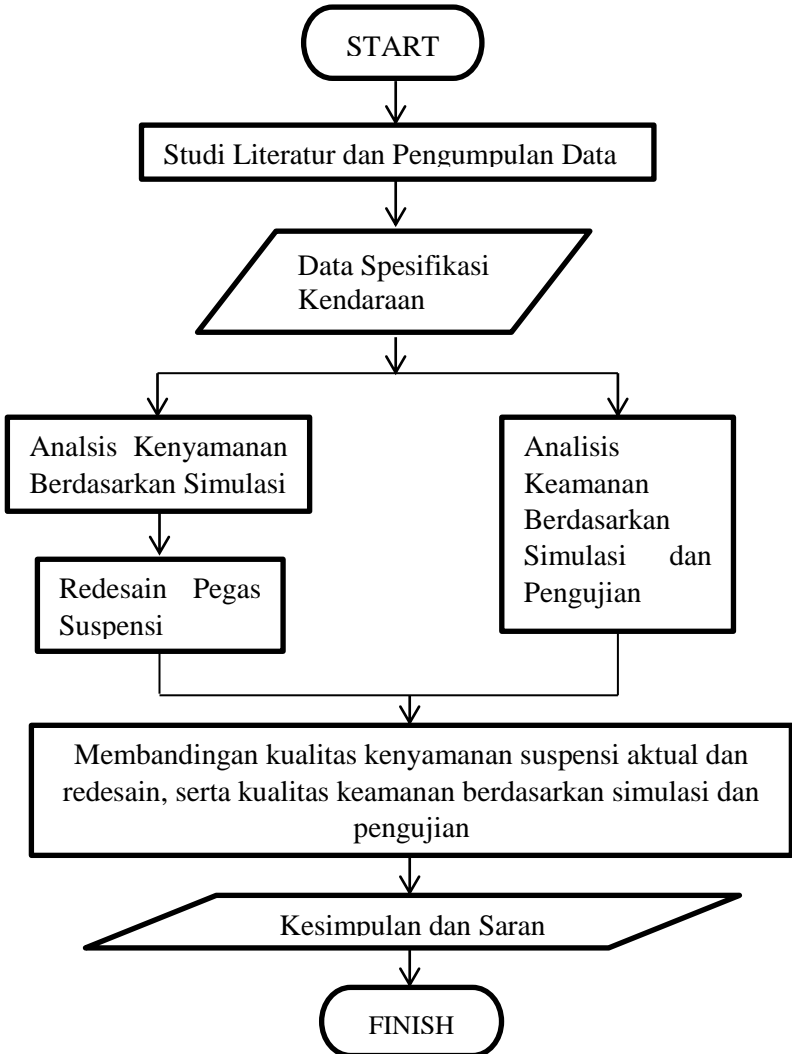 START
Studi Literatur dan Pengumpulan Data
Data Spesifikasi
Kendaraan
Analsis Kenyamanan
Berdasarkan Simulasi
Redesain Pegas
Suspensi
Analisis
Keamanan
Berdasarkan
Simulasi dan
Pengujian
Membandingan kualitas kenyamanan suspensi aktual dan
redesain, serta kualitas keamanan berdasarkan simulasi dan
pengujian
Kesimpulan dan Saran
FINISH